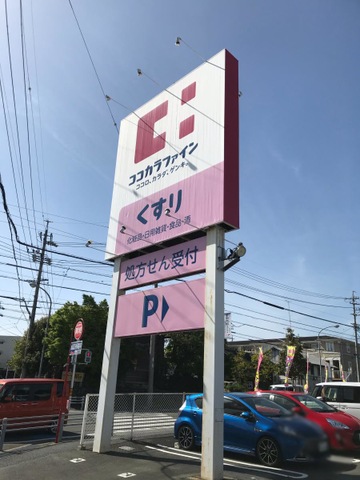 ココカラファイン
ココロ、カラダ、ゲンキ。
くすり
化粧品・日用雑貨・食品・酒
処方せん受付
P